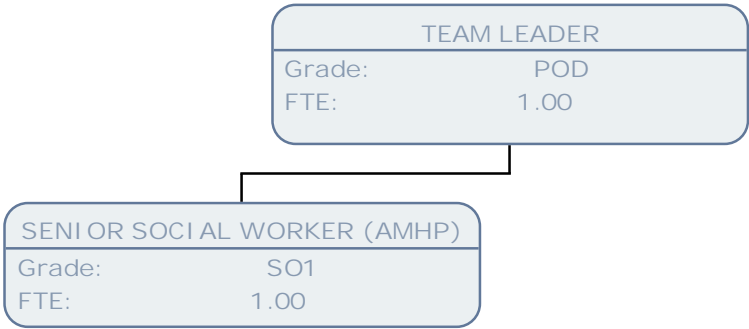 TEAM LEADER
Grade: POD
FTE: 1.00
SENIOR SOCIAL WORKER (AMHP)
Grade: SO1
FTE: 1.00